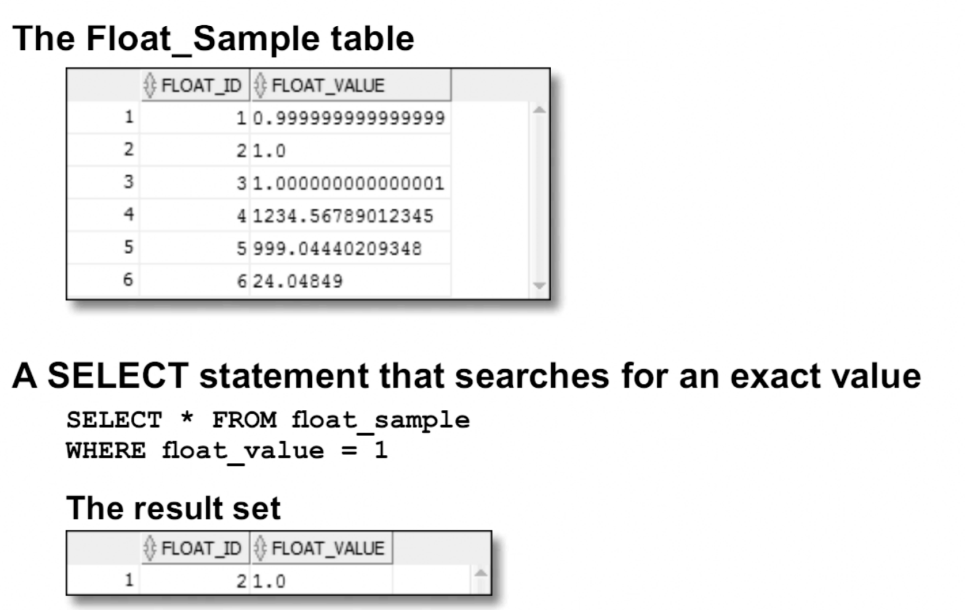 The Float_Sample table
FLOAT_ID FLOAT_VALUE
1 1 0.999999999999999
2 2 1.0
3 3 1.000000000000001
4 4 1234.56789012345
5 5 999.04440209348
6 6 24.04849
A SELECT statement that searches for an exact value
SELECT * FROM float_sample
WHERE float_value = 1
The result set
FLOAT_ID FLOAT_VALUE
1 2 1.0